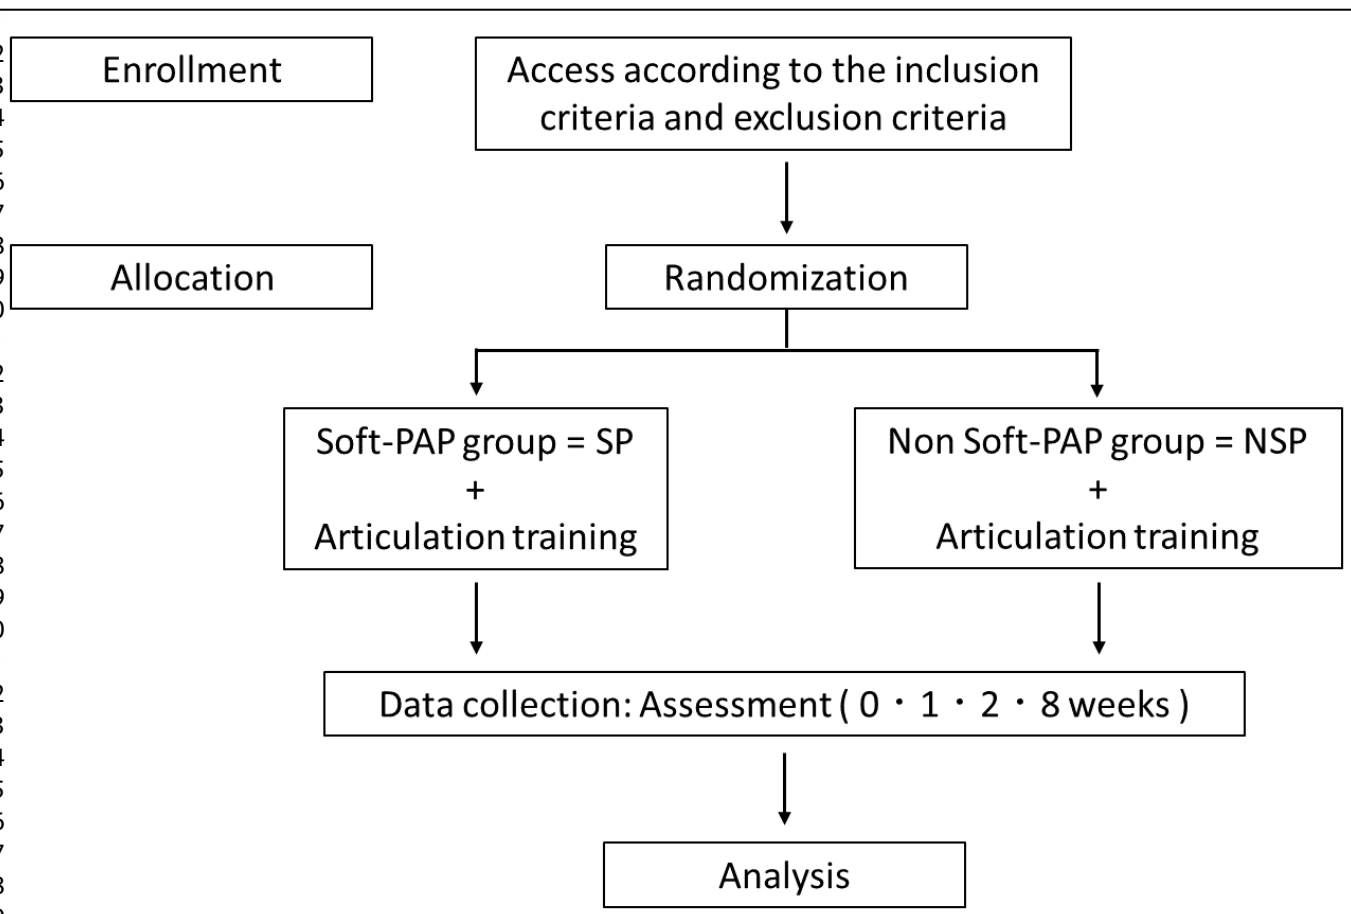 Enrollment
Access according to the inclusion
criteria and exclusion criteria
Allocation
Randomization
Soft-PAP group = SP
+
Articulation training
Non Soft-PAP group = NSP
+
Articulation training
Data collection: Assessment ( 0・1・2・8 weeks )
Analysis